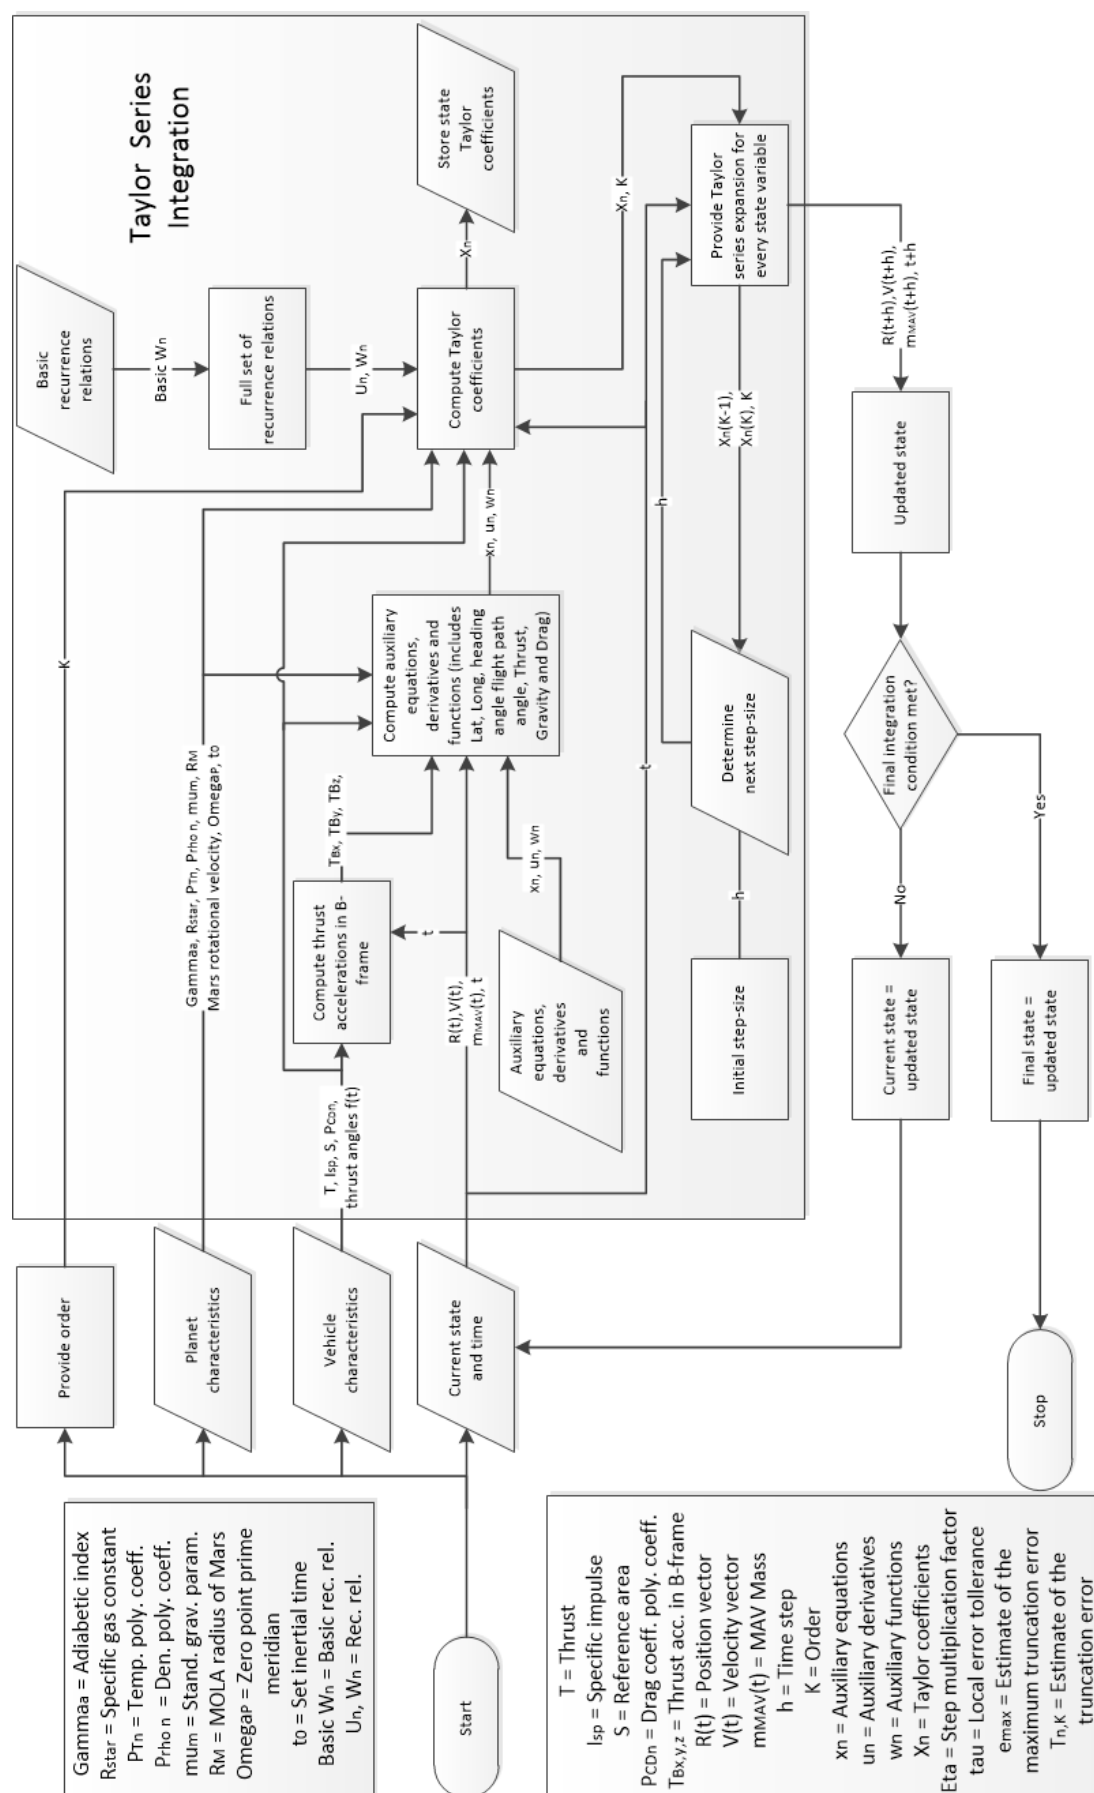 Taylor Series
Integration
Basic
recurrence
relations
Basic Wn
Full set of
recurrence relations
Un, Wn
Store state
Taylor
coefficients
Xn
Compute Taylor
coefficients
Xn, K
K
Provide order
Gammaa, Rstar, PTn, Prho n, mum, RM
Mars rotational velocity, OmegaP, t0
Planet
characteristics
T, Isp, S, PCDn,
thrust angles f(t)
Vehicle
characteristics
Compute thrust
accelerations in B-
frame
TBx, TBy, TBz,
t
R(t),V(t),
mMAV(t), t
Current state
and time
Compute auxiliary
equations,
derivatives and
functions (includes
Lat, Long, heading
angle flight path
angle, Thrust,
Gravity and Drag)
xn, un, wn
Auxiliary
equations,
derivatives
and
functions
xn, un, wn
t
Provide Taylor
series expansion for
every state variable
h
Xn(K-1),
Xn(K), K
Determine
next step-size
h
Initial step-size
R(t+h),V(t+h),
mMAV(t+h), t+h
Updated state
Final integration
condition met?
No
Current state =
updated state
Yes
Final state =
updated state
Stop
Start
Gammaa = Adiabetic index
Rstar = Specific gas constant
PTn = Temp. poly. coeff.
Prho n = Den. poly. coeff.
mum = Stand. grav. param.
RM = MOLA radius of Mars
OmegaP = Zero point prime
meridian
t0 = Set inertial time
Basic Wn = Basic rec. rel.
Un, Wn = Rec. rel.
T = Thrust
Isp = Specific impulse
S = Reference area
PCDn = Drag coeff. poly. coeff.
TBx,y,z = Thrust acc. in B-frame
R(t) = Position vector
V(t) = Velocity vector
mMAV(t) = MAV Mass
h = Time step
K = Order
xn = Auxiliary equations
un = Auxiliary derivatives
wn = Auxiliary functions
Xn = Taylor coefficients
Eta = Step multiplication factor
tau = Local error tollerance
emax = Estimate of the
maximum truncation error
Tn,K = Estimate of the
truncation error